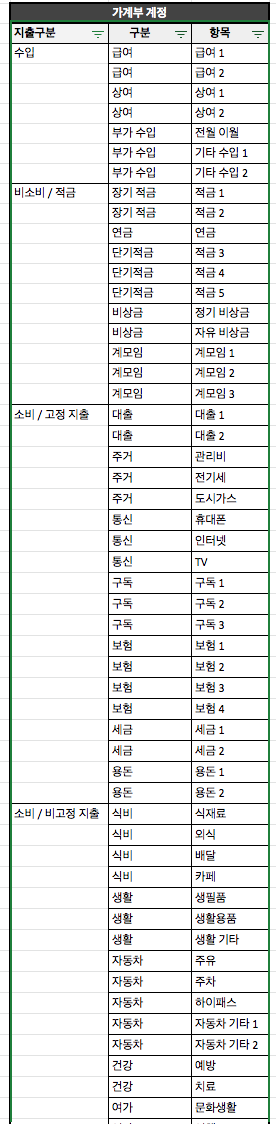 가계부 계정
지출구분 구분 항목
수입 급여 급여 1
급여 급여 2
상여 상여 1
상여 상여 2
부가 수입 전월 이월
부가 수입 기타 수입 1
부가 수입 기타 수입 2
비소비 / 적금 장기 적금 적금 1
장기 적금 적금 2
연금 연금
단기적금 적금 3
단기적금 적금 4
단기적금 적금 5
비상금 정기 비상금
비상금 자유 비상금
계모임 계모임 1
계모임 계모임 2
계모임 계모임 3
소비 / 고정 지출 대출 대출 1
대출 대출 2
주거 관리비
주거 전기세
주거 도시가스
통신 휴대폰
통신 인터넷
통신 TV
구독 구독 1
구독 구독 2
구독 구독 3
보험 보험 1
보험 보험 2
보험 보험 3
보험 보험 4
세금 세금 1
세금 세금 2
용돈 용돈 1
용돈 용돈 2
소비 / 비고정 지출 식비 식재료
식비 외식
식비 배달
식비 카페
생활 생필품
생활 생활용품
생활 생활 기타
자동차 주유
자동차 주차
자동차 하이패스
자동차 자동차 기타 1
자동차 자동차 기타 2
건강 예방
건강 치료
여가 문화생활